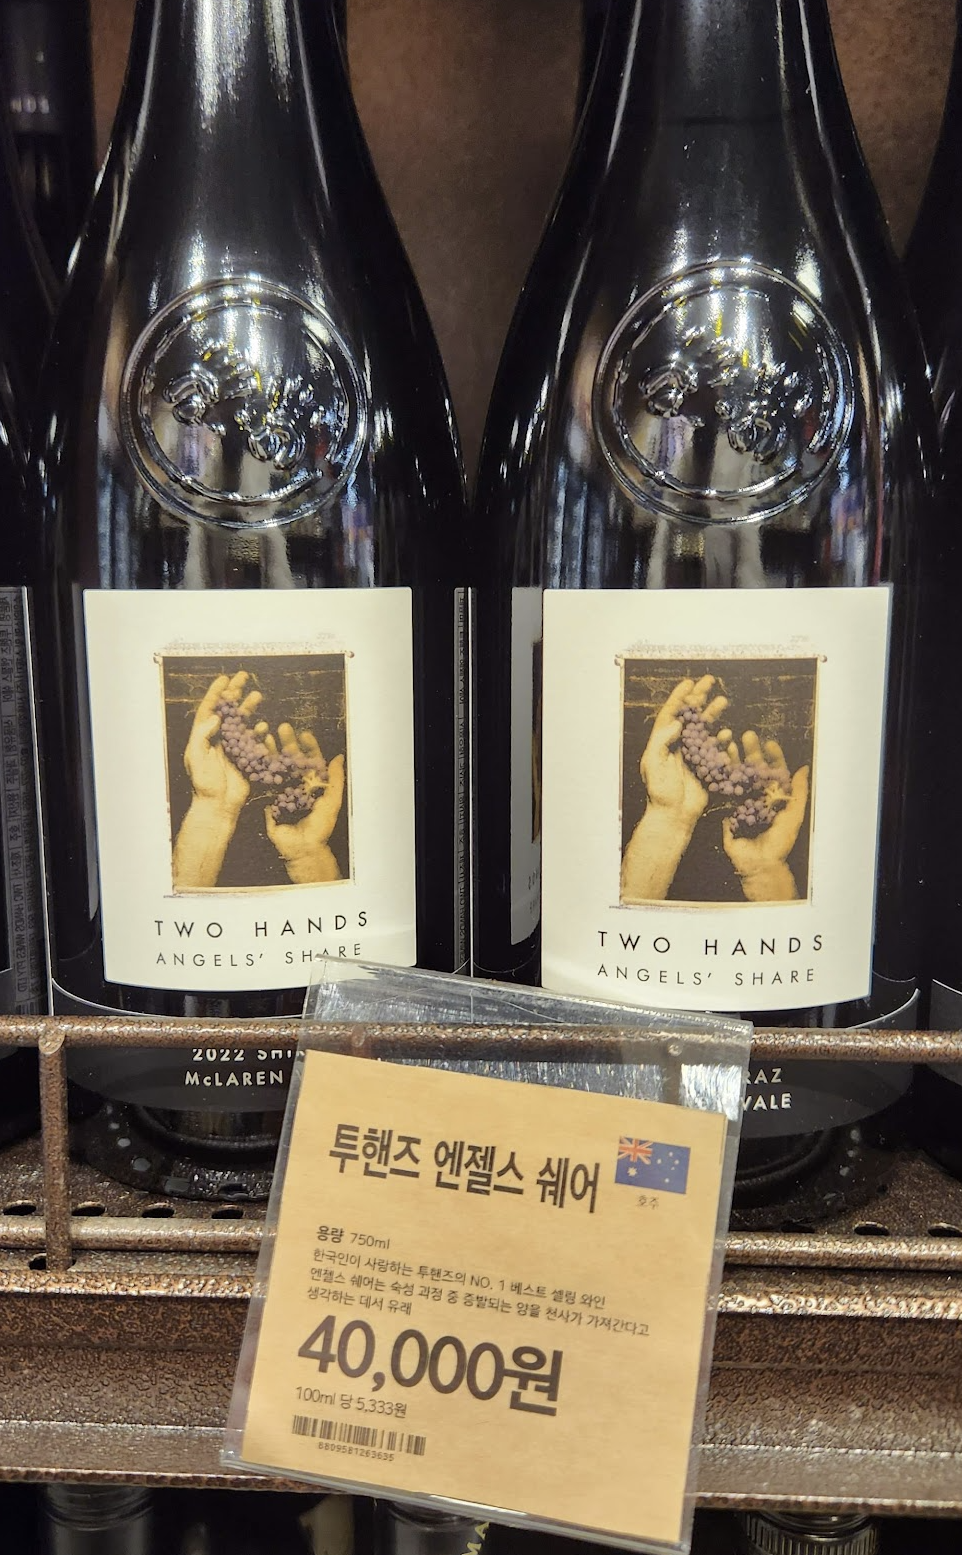 TWO HANDS
ANGELS' SHARE
2022 SHI
McLAREN
TWO HANDS
ANGELS' SHARE
RAZ
VALE
투핸즈 엔젤스 쉐어
호주
용량 750ml
한국인이 사랑하는 투핸즈의 NO. 1 베스트 셀링 와인
엔젤스 쉐어는 숙성 과정 중 증발되는 양을 천사가 가져간다고
생각하는 데서 유래
40,000원
100ml 당 5,333원
8809581263635